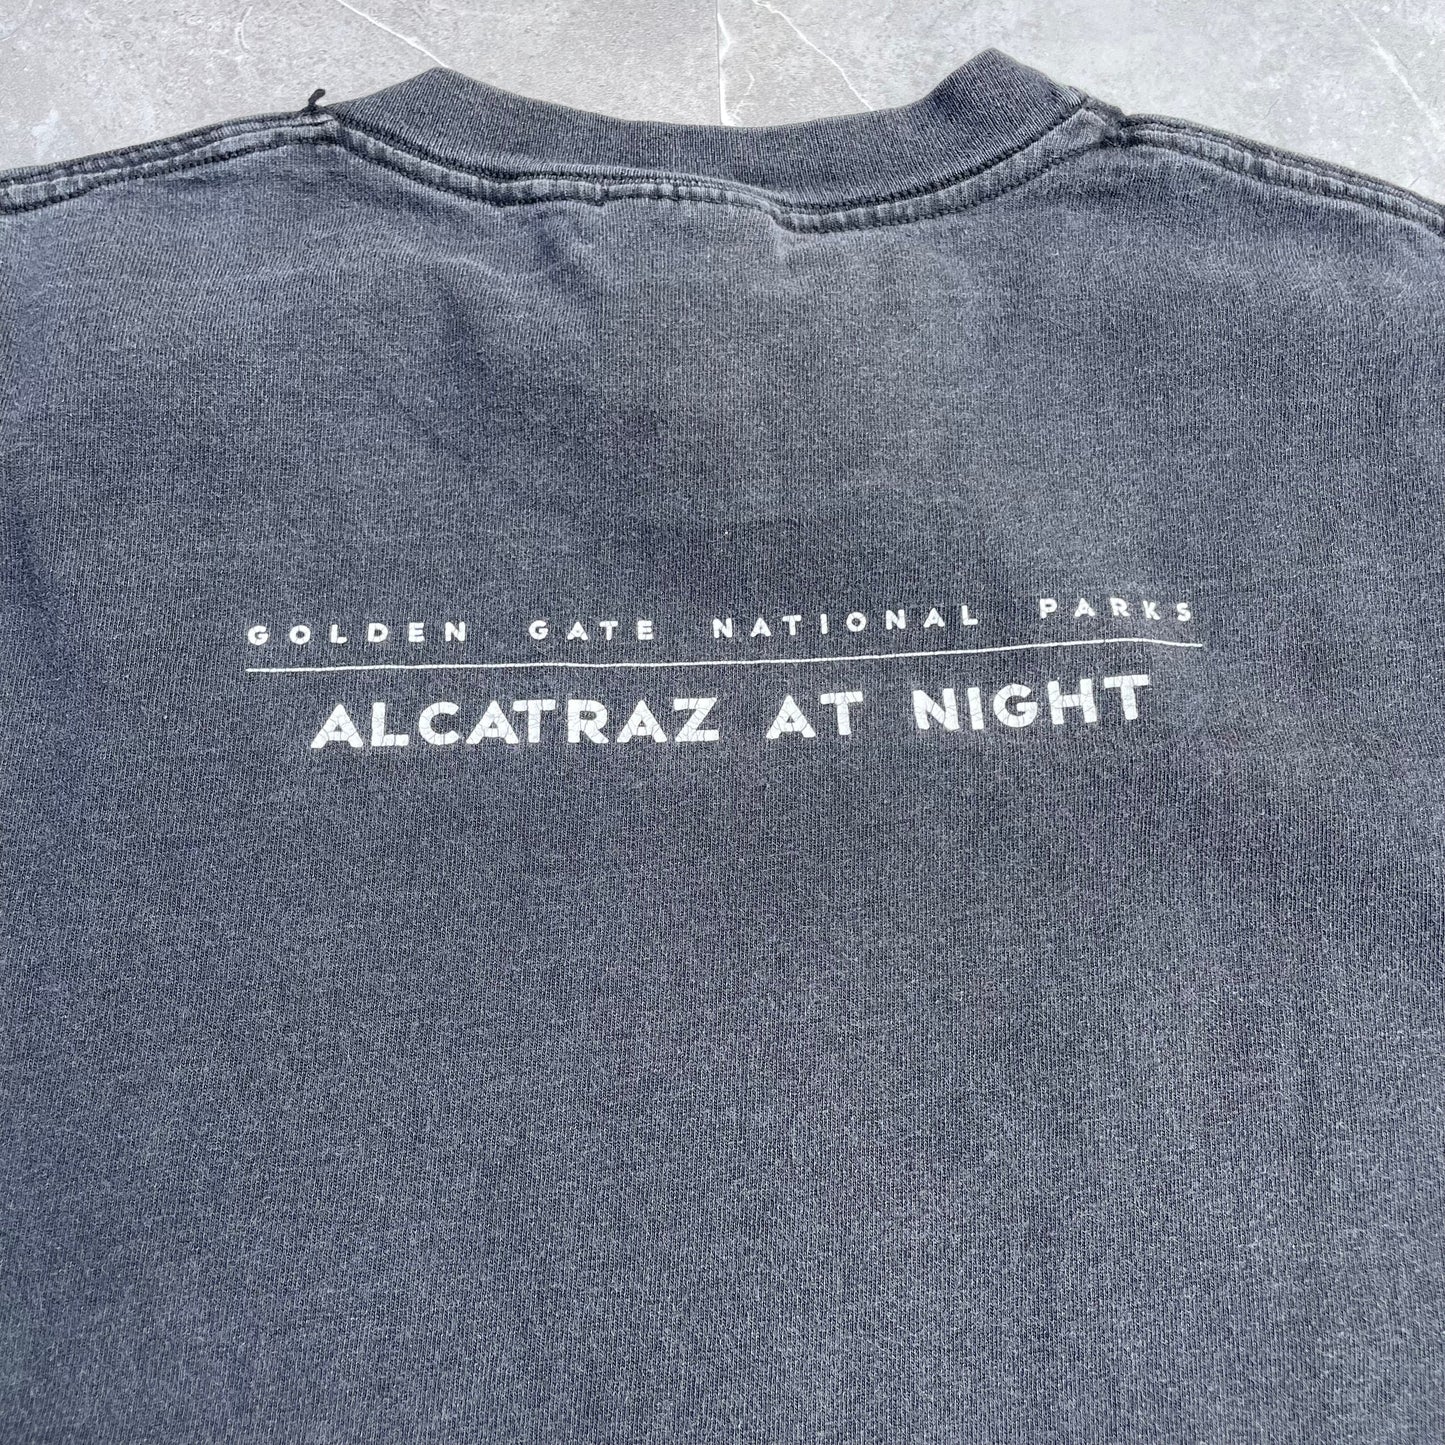 GOLDEN GATE NATIONAL PARKS
ALCATRAZ AT NIGHT